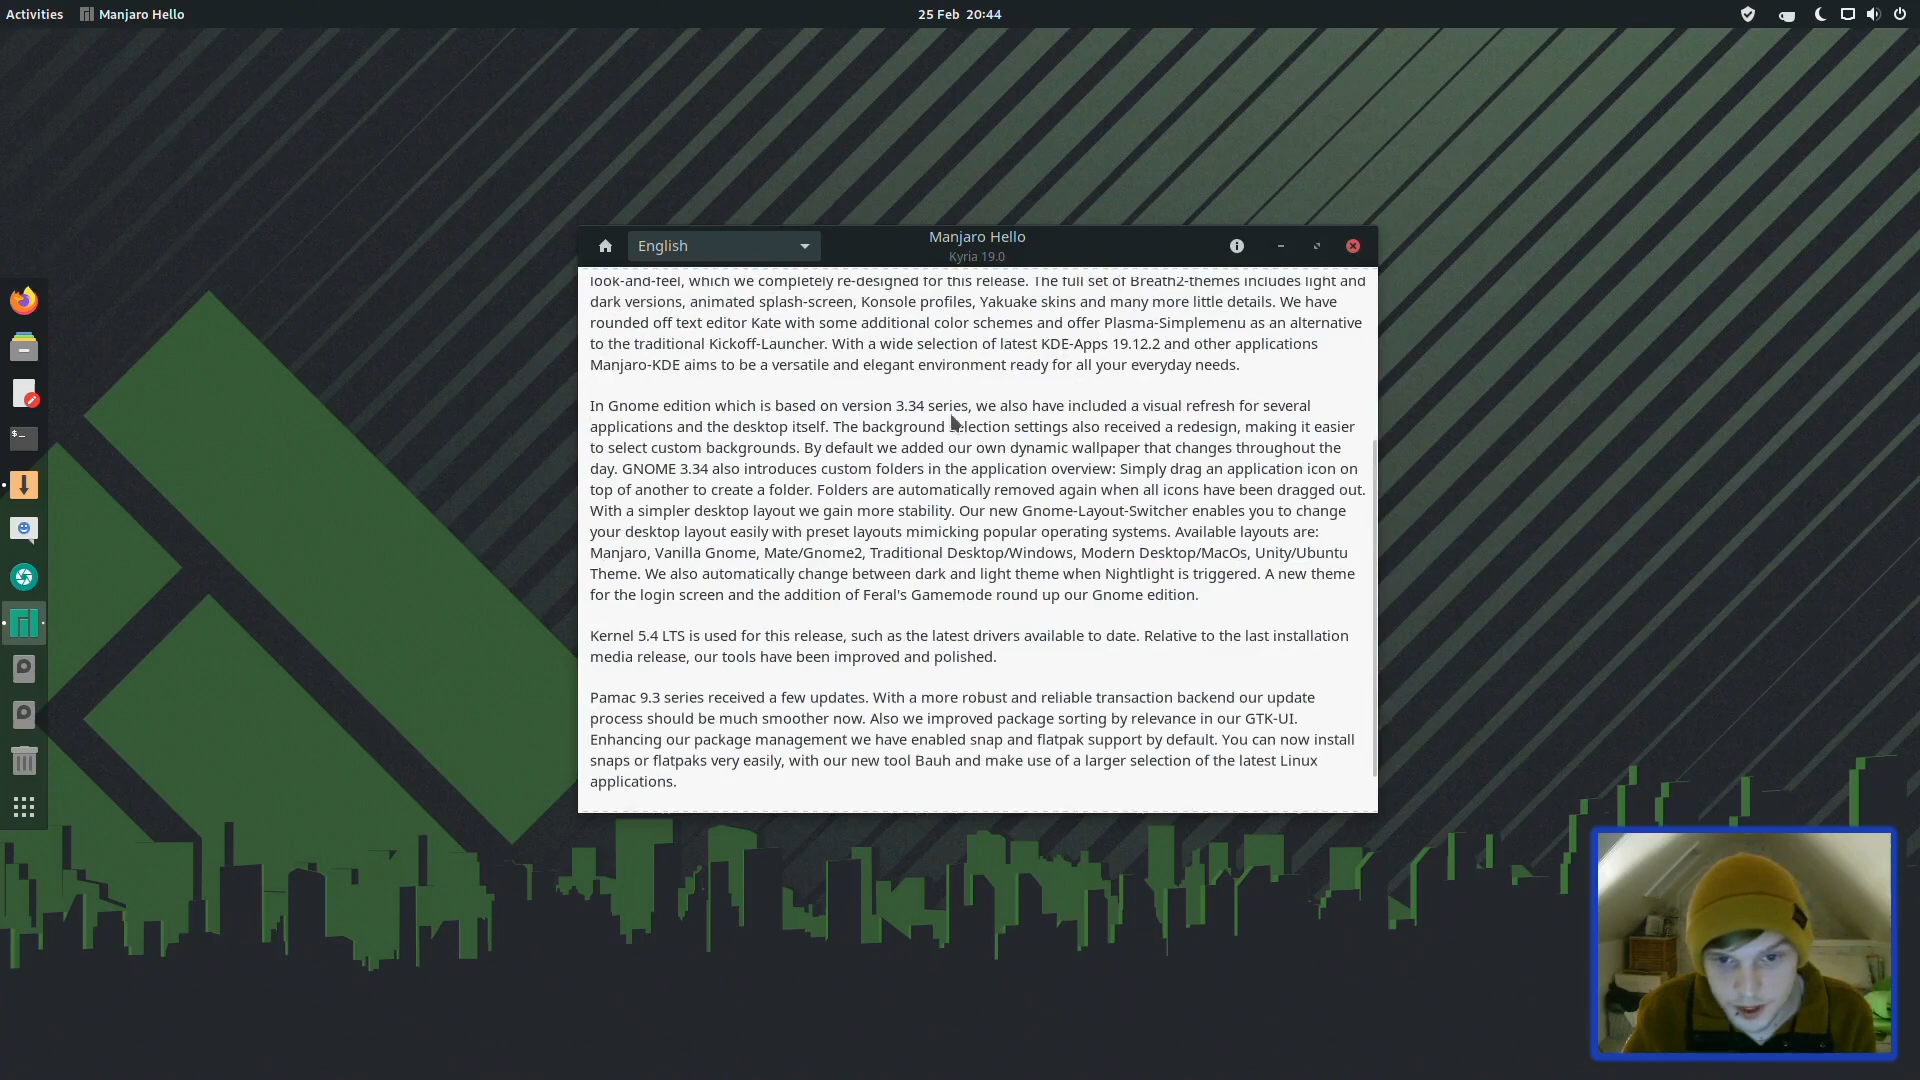 Activities
Manjaro Hello
25 Feb 20:44
English
Manjaro Hello
Kyria 19.0
look-and-feel, which we completely re-designed for this release. The full set of Breath2-themes includes light and
dark versions, animated splash-screen, Konsole profiles, Yakuake skins and many more little details. We have
rounded off text editor Kate with some additional color schemes and offer Plasma-Simplemenu as an alternative
to the traditional Kickoff-Launcher. With a wide selection of latest KDE-Apps 19.12.2 and other applications
Manjaro-KDE aims to be a versatile and elegant environment ready for all your everyday needs.
In Gnome edition which is based on version 3.34 series, we also have included a visual refresh for several
applications and the desktop itself. The background selection settings also received a redesign, making it easier
to select custom backgrounds. By default we added our own dynamic wallpaper that changes throughout the
day. GNOME 3.34 also introduces custom folders in the application overview: Simply drag an application icon on
top of another to create a folder. Folders are automatically removed again when all icons have been dragged out.
With a simpler desktop layout we gain more stability. Our new Gnome-Layout-Switcher enables you to change
your desktop layout easily with preset layouts mimicking popular operating systems. Available layouts are:
Manjaro, Vanilla Gnome, Mate/Gnome2, Traditional Desktop/Windows, Modern Desktop/MacOs, Unity/Ubuntu
Theme. We also automatically change between dark and light theme when Nightlight is triggered. A new theme
for the login screen and the addition of Feral's Gamemode round up our Gnome edition.
Kernel 5.4 LTS is used for this release, such as the latest drivers available to date. Relative to the last installation
media release, our tools have been improved and polished.
Pamac 9.3 series received a few updates. With a more robust and reliable transaction backend our update
process should be much smoother now. Also we improved package sorting by relevance in our GTK-UI.
Enhancing our package management we have enabled snap and flatpak support by default. You can now install
snaps or flatpaks very easily, with our new tool Bauh and make use of a larger selection of the latest Linux
applications.